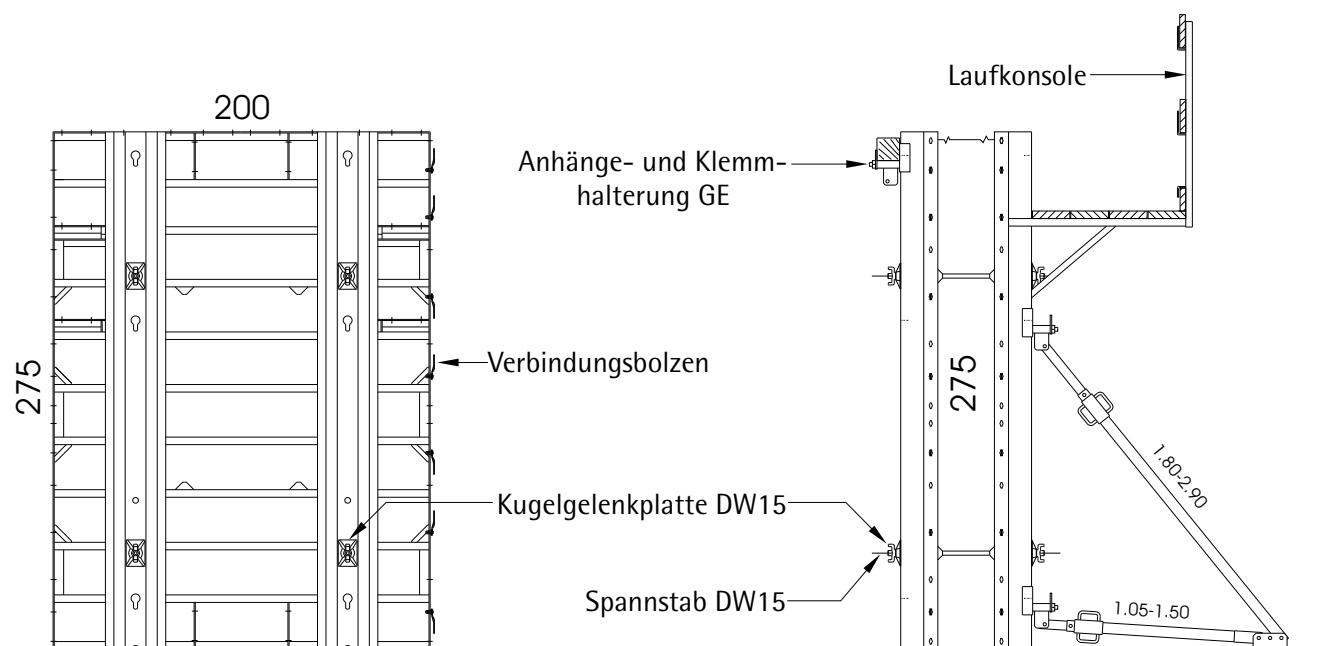 200
Laufkonsole
Anhänge- und Klemm-
halterung GE
275
Verbindungsbolzen
275
1.80-2.90
Kugelgelenkplatte DW15
Spannstab DW15
1.05-1.50